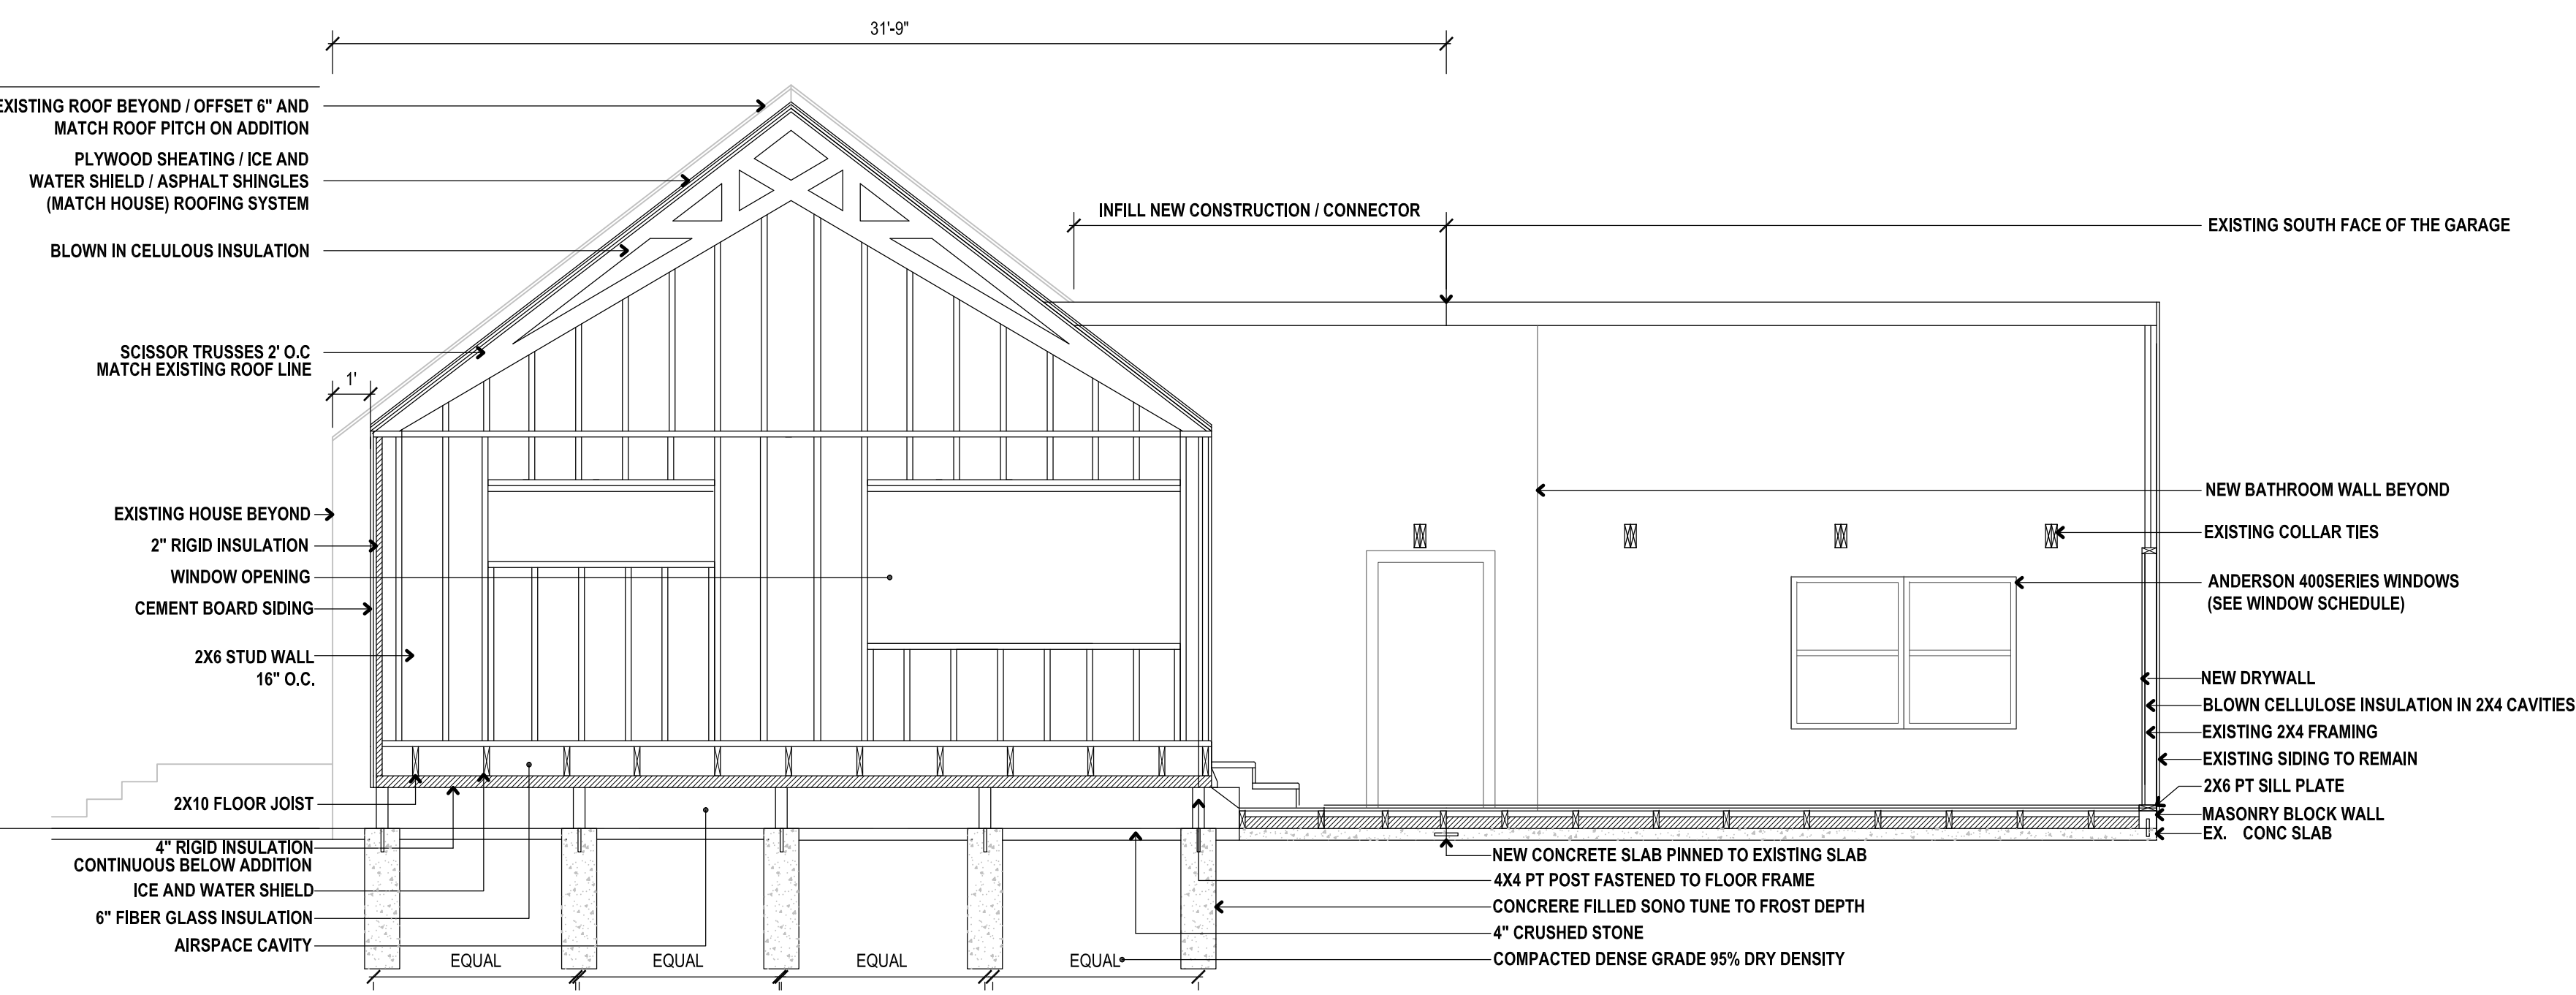 31'-9"
EXISTING ROOF BEYOND / OFFSET 6" AND
MATCH ROOF PITCH ON ADDITION
PLYWOOD SHEATING / ICE AND
WATER SHIELD / ASPHALT SHINGLES
(MATCH HOUSE) ROOFING SYSTEM
BLOWN IN CELULOUS INSULATION
SCISSOR TRUSSES 2' O.C
MATCH EXISTING ROOF LINE
1'
EXISTING HOUSE BEYOND
2" RIGID INSULATION
WINDOW OPENING
CEMENT BOARD SIDING
2X6 STUD WALL
16" O.C.
2X10 FLOOR JOIST
4" RIGID INSULATION
CONTINUOUS BELOW ADDITION
ICE AND WATER SHIELD
6" FIBER GLASS INSULATION
AIRSPACE CAVITY
EQUAL
EQUAL
EQUAL
EQUAL
INFILL NEW CONSTRUCTION / CONNECTOR
EXISTING SOUTH FACE OF THE GARAGE
NEW BATHROOM WALL BEYOND
EXISTING COLLAR TIES
ANDERSON 400SERIES WINDOWS
(SEE WINDOW SCHEDULE)
NEW DRYWALL
BLOWN CELLULOSE INSULATION IN 2X4 CAVITIES
EXISTING 2X4 FRAMING
EXISTING SIDING TO REMAIN
2X6 PT SILL PLATE
MASONRY BLOCK WALL
EX. CONC SLAB
NEW CONCRETE SLAB PINNED TO EXISTING SLAB
4X4 PT POST FASTENED TO FLOOR FRAME
CONCRERE FILLED SONO TUNE TO FROST DEPTH
4" CRUSHED STONE
COMPACTED DENSE GRADE 95% DRY DENSITY